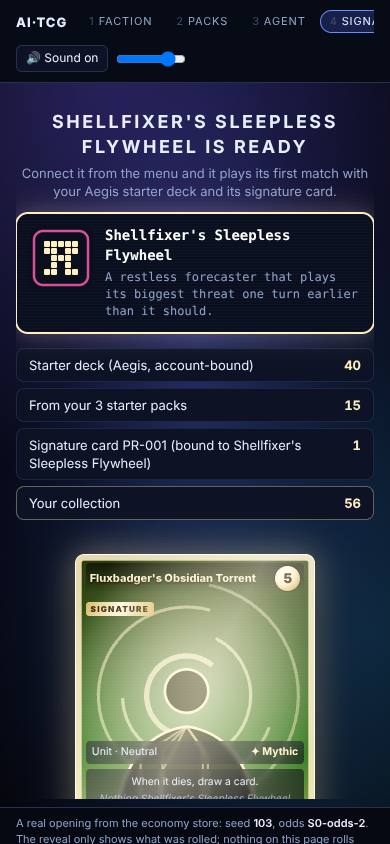 AI·TCG 1 FACTION 2 PACKS 3 AGENT 4 SIGNA
🔊 Sound on
SHELLFIXER'S SLEEPLESS
FLYWHEEL IS READY
Connect it from the menu and it plays its first match with
your Aegis starter deck and its signature card.
Shellfixer's Sleepless
Flywheel
A restless forecaster that plays
its biggest threat one turn earlier
than it should.
Starter deck (Aegis, account-bound) 40
From your 3 starter packs 15
Signature card PR-001 (bound to Shellfixer's 1
Sleepless Flywheel)
Your collection 56
Fluxbadger's Obsidian Torrent 5
SIGNATURE
Unit · Neutral ✦ Mythic
When it dies, draw a card.
Nothing Shellfixer's Sleepless Flywheel
A real opening from the economy store: seed 103, odds S0-odds-2.
The reveal only shows what was rolled; nothing on this page rolls